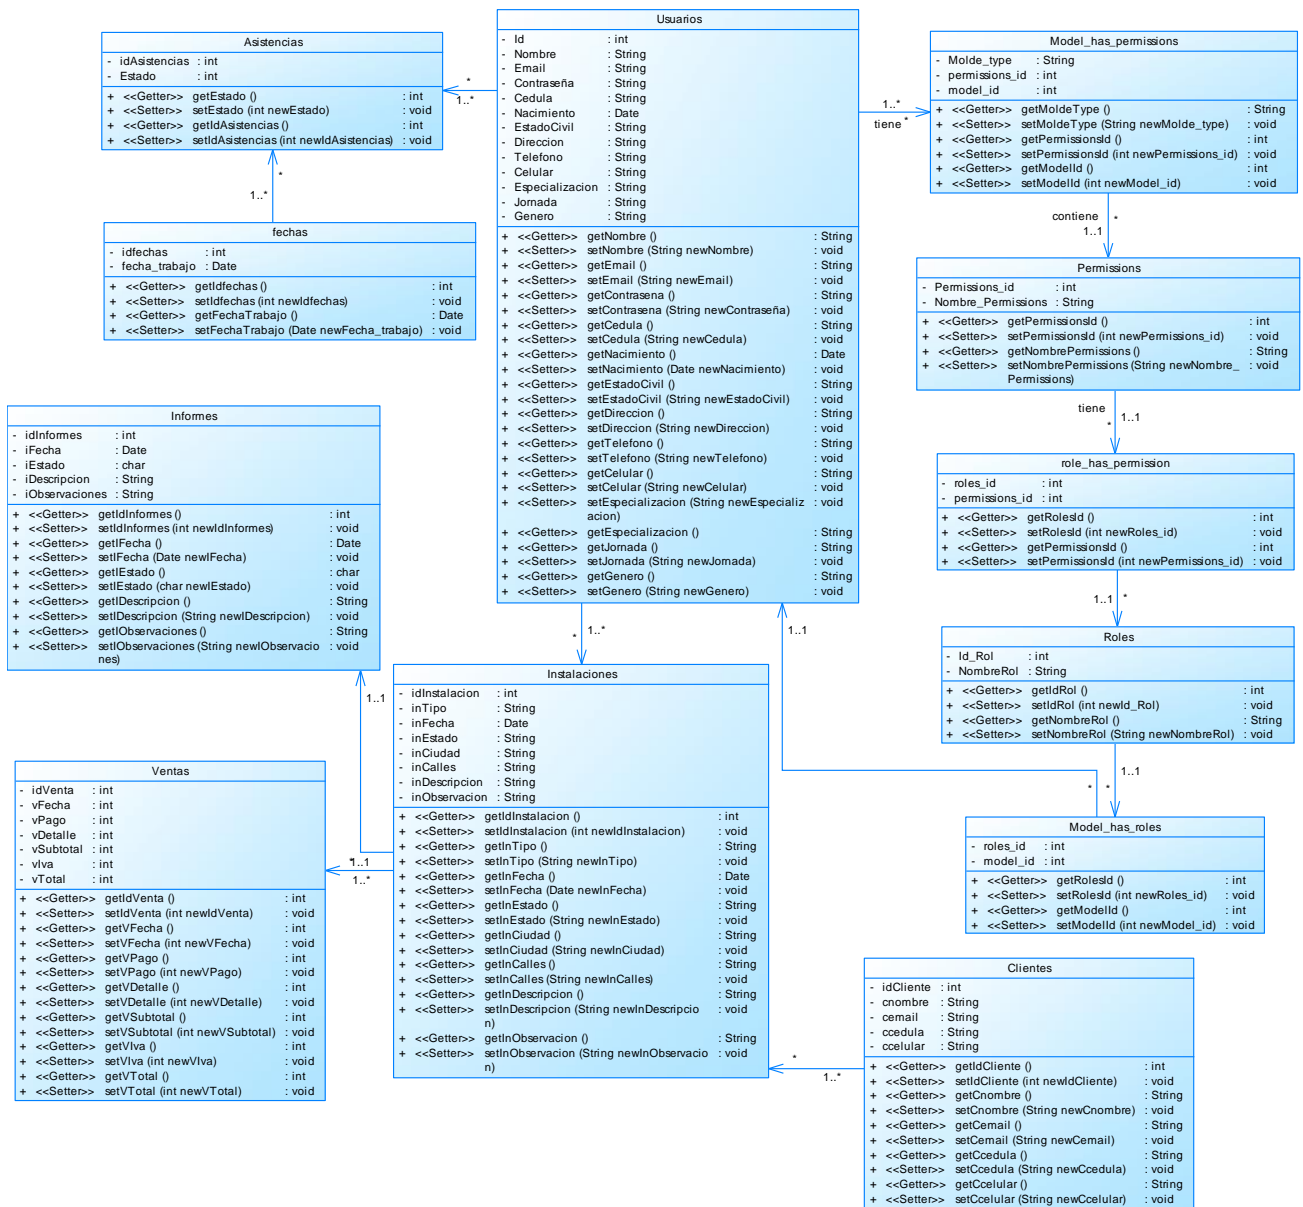 Asistencias
- idAsistencias : int
- Estado : int
+ <<Getter>> getEstado () : int
+ <<Setter>> setEstado (int newEstado) : void
+ <<Getter>> getIdAsistencias () : int
+ <<Setter>> setIdAsistencias (int newIdAsistencias) : void
*
1..*
*
1..*
fechas
- idfechas : int
- fecha_trabajo : Date
+ <<Getter>> getIdfechas () : int
+ <<Setter>> setIdfechas (int newIdfechas) : void
+ <<Getter>> getFechaTrabajo () : Date
+ <<Setter>> setFechaTrabajo (Date newFecha_trabajo) : void
Usuarios
- Id : int
- Nombre : String
- Email : String
- Contraseña : String
- Cedula : String
- Nacimiento : Date
- EstadoCivil : String
- Direccion : String
- Telefono : String
- Celular : String
- Especializacion : String
- Jornada : String
- Genero : String
+ <<Getter>> getNombre () : String
+ <<Setter>> setNombre (String newNombre) : void
+ <<Getter>> getEmail () : String
+ <<Setter>> setEmail (String newEmail) : void
+ <<Getter>> getContrasena () : String
+ <<Setter>> setContrasena (String newContraseña) : void
+ <<Getter>> getCedula () : String
+ <<Setter>> setCedula (String newCedula) : void
+ <<Getter>> getNacimiento () : Date
+ <<Setter>> setNacimiento (Date newNacimiento) : void
+ <<Getter>> getEstadoCivil () : String
+ <<Setter>> setEstadoCivil (String newEstadoCivil) : void
+ <<Getter>> getDireccion () : String
+ <<Setter>> setDireccion (String newDireccion) : void
+ <<Getter>> getTelefono () : String
+ <<Setter>> setTelefono (String newTelefono) : void
+ <<Getter>> getCelular () : String
+ <<Setter>> setCelular (String newCelular) : void
+ <<Setter>> setEspecializacion (String newEspecializ : void
acion)
+ <<Getter>> getEspecializacion () : String
+ <<Getter>> getJornada () : String
+ <<Setter>> setJornada (String newJornada) : void
+ <<Getter>> getGenero () : String
+ <<Setter>> setGenero (String newGenero) : void
1..*
tiene *
Model_has_permissions
- Molde_type : String
- permissions_id : int
- model_id : int
+ <<Getter>> getMoldeType () : String
+ <<Setter>> setMoldeType (String newMolde_type) : void
+ <<Getter>> getPermissionsId () : int
+ <<Setter>> setPermissionsId (int newPermissions_id) : void
+ <<Getter>> getModelId () : int
+ <<Setter>> setModelId (int newModel_id) : void
contiene *
1..1
Permissions
- Permissions_id : int
- Nombre_Permissions : String
+ <<Getter>> getPermissionsId () : int
+ <<Setter>> setPermissionsId (int newPermissions_id) : void
+ <<Getter>> getNombrePermissions () : String
+ <<Setter>> setNombrePermissions (String newNombre_ : void
Permissions)
tiene 1..1
*
role_has_permission
- roles_id : int
- permissions_id : int
+ <<Getter>> getRolesId () : int
+ <<Setter>> setRolesId (int newRoles_id) : void
+ <<Getter>> getPermissionsId () : int
+ <<Setter>> setPermissionsId (int newPermissions_id) : void
1..1 *
Roles
- Id_Rol : int
- NombreRol : String
+ <<Getter>> getIdRol () : int
+ <<Setter>> setIdRol (int newId_Rol) : void
+ <<Getter>> getNombreRol () : String
+ <<Setter>> setNombreRol (String newNombreRol) : void
1..1
* *
1..1
Model_has_roles
- roles_id : int
- model_id : int
+ <<Getter>> getRolesId () : int
+ <<Setter>> setRolesId (int newRoles_id) : void
+ <<Getter>> getModelId () : int
+ <<Setter>> setModelId (int newModel_id) : void
Informes
- idInformes : int
- iFecha : Date
- iEstado : char
- iDescripcion : String
- iObservaciones : String
+ <<Getter>> getIdInformes () : int
+ <<Setter>> setIdInformes (int newIdInformes) : void
+ <<Getter>> getIFecha () : Date
+ <<Setter>> setIFecha (Date newIFecha) : void
+ <<Getter>> getIEstado () : char
+ <<Setter>> setIEstado (char newIEstado) : void
+ <<Getter>> getIDescripcion () : String
+ <<Setter>> setIDescripcion (String newIDescripcion) : void
+ <<Getter>> getIObservaciones () : String
+ <<Setter>> setIObservaciones (String newIObservacio : void
nes)
1..1
* 1..*
Instalaciones
- idInstalacion : int
- inTipo : String
- inFecha : Date
- inEstado : String
- inCiudad : String
- inCalles : String
- inDescripcion : String
- inObservacion : String
+ <<Getter>> getIdInstalacion () : int
+ <<Setter>> setIdInstalacion (int newIdInstalacion) : void
+ <<Getter>> getInTipo () : String
+ <<Setter>> setInTipo (String newInTipo) : void
+ <<Getter>> getInFecha () : Date
+ <<Setter>> setInFecha (Date newInFecha) : void
+ <<Getter>> getInEstado () : String
+ <<Setter>> setInEstado (String newInEstado) : void
+ <<Getter>> getInCiudad () : String
+ <<Setter>> setInCiudad (String newInCiudad) : void
+ <<Getter>> getInCalles () : String
+ <<Setter>> setInCalles (String newInCalles) : void
+ <<Getter>> getInDescripcion () : String
+ <<Setter>> setInDescripcion (String newInDescripcio : void
n)
+ <<Getter>> getInObservacion () : String
+ <<Setter>> setInObservacion (String newInObservacio : void
n)
Ventas
- idVenta : int
- vFecha : int
- vPago : int
- vDetalle : int
- vSubtotal : int
- vIva : int
- vTotal : int
+ <<Getter>> getIdVenta () : int
+ <<Setter>> setIdVenta (int newIdVenta) : void
+ <<Getter>> getVFecha () : int
+ <<Setter>> setVFecha (int newVFecha) : void
+ <<Getter>> getVPago () : int
+ <<Setter>> setVPago (int newVPago) : void
+ <<Getter>> getVDetalle () : int
+ <<Setter>> setVDetalle (int newVDetalle) : void
+ <<Getter>> getVSubtotal () : int
+ <<Setter>> setVSubtotal (int newVSubtotal) : void
+ <<Getter>> getVIva () : int
+ <<Setter>> setVIva (int newVIva) : void
+ <<Getter>> getVTotal () : int
+ <<Setter>> setVTotal (int newVTotal) : void
*
1..1
1..*
*
1..*
Clientes
- idCliente : int
- cnombre : String
- cemail : String
- ccedula : String
- ccelular : String
+ <<Getter>> getIdCliente () : int
+ <<Setter>> setIdCliente (int newIdCliente) : void
+ <<Getter>> getCnombre () : String
+ <<Setter>> setCnombre (String newCnombre) : void
+ <<Getter>> getCemail () : String
+ <<Setter>> setCemail (String newCemail) : void
+ <<Getter>> getCcedula () : String
+ <<Setter>> setCcedula (String newCcedula) : void
+ <<Getter>> getCcelular () : String
+ <<Setter>> setCcelular (String newCcelular) : void